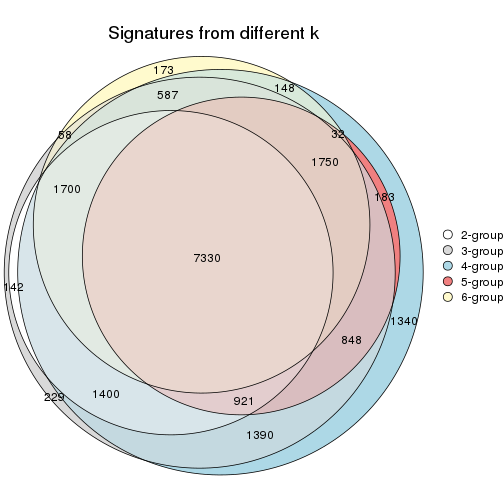 Signatures from different k
173
148
587
58
32
1750
1700
183
7330
142
1340
848
229
1400
921
1390
2-group
3-group
4-group
5-group
6-group